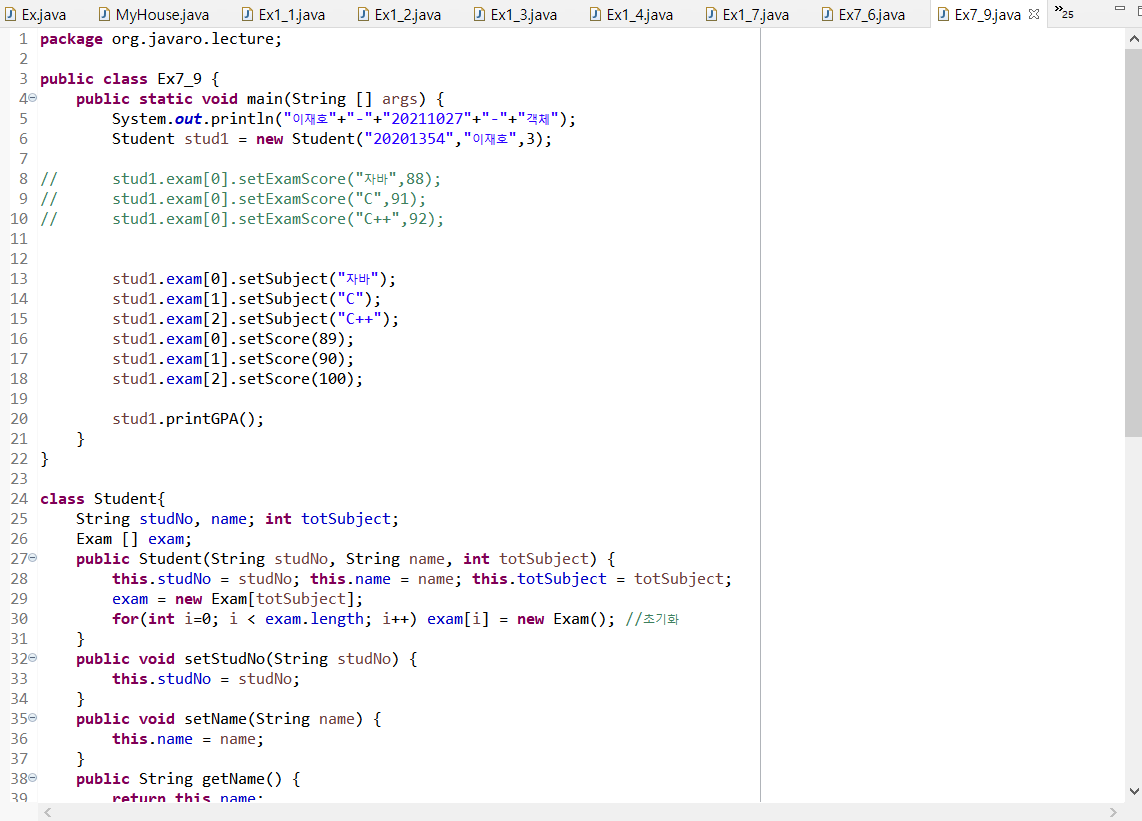 Ex.java MyHouse.java Ex1_1.java Ex1_2.java Ex1_3.java Ex1_4.java Ex1_7.java Ex7_6.java Ex7_9.java »25
1 package org.javaro.lecture;
2
3 public class Ex7_9 {
4 public static void main(String [] args) {
5 System.out.println("이재호"+"-"+"20211027"+"-"+"객체");
6 Student stud1 = new Student("20201354","이재호",3);
7
8 // stud1.exam[0].setExamScore("자바",88);
9 // stud1.exam[0].setExamScore("C",91);
10 // stud1.exam[0].setExamScore("C++",92);
11
12
13 stud1.exam[0].setSubject("자바");
14 stud1.exam[1].setSubject("C");
15 stud1.exam[2].setSubject("C++");
16 stud1.exam[0].setScore(89);
17 stud1.exam[1].setScore(90);
18 stud1.exam[2].setScore(100);
19
20 stud1.printGPA();
21 }
22 }
23
24 class Student{
25 String studNo, name; int totSubject;
26 Exam [] exam;
27 public Student(String studNo, String name, int totSubject) {
28 this.studNo = studNo; this.name = name; this.totSubject = totSubject;
29 exam = new Exam[totSubject];
30 for(int i=0; i < exam.length; i++) exam[i] = new Exam(); //초기화
31 }
32 public void setStudNo(String studNo) {
33 this.studNo = studNo;
34 }
35 public void setName(String name) {
36 this.name = name;
37 }
38 public String getName() {
39 return this.name;